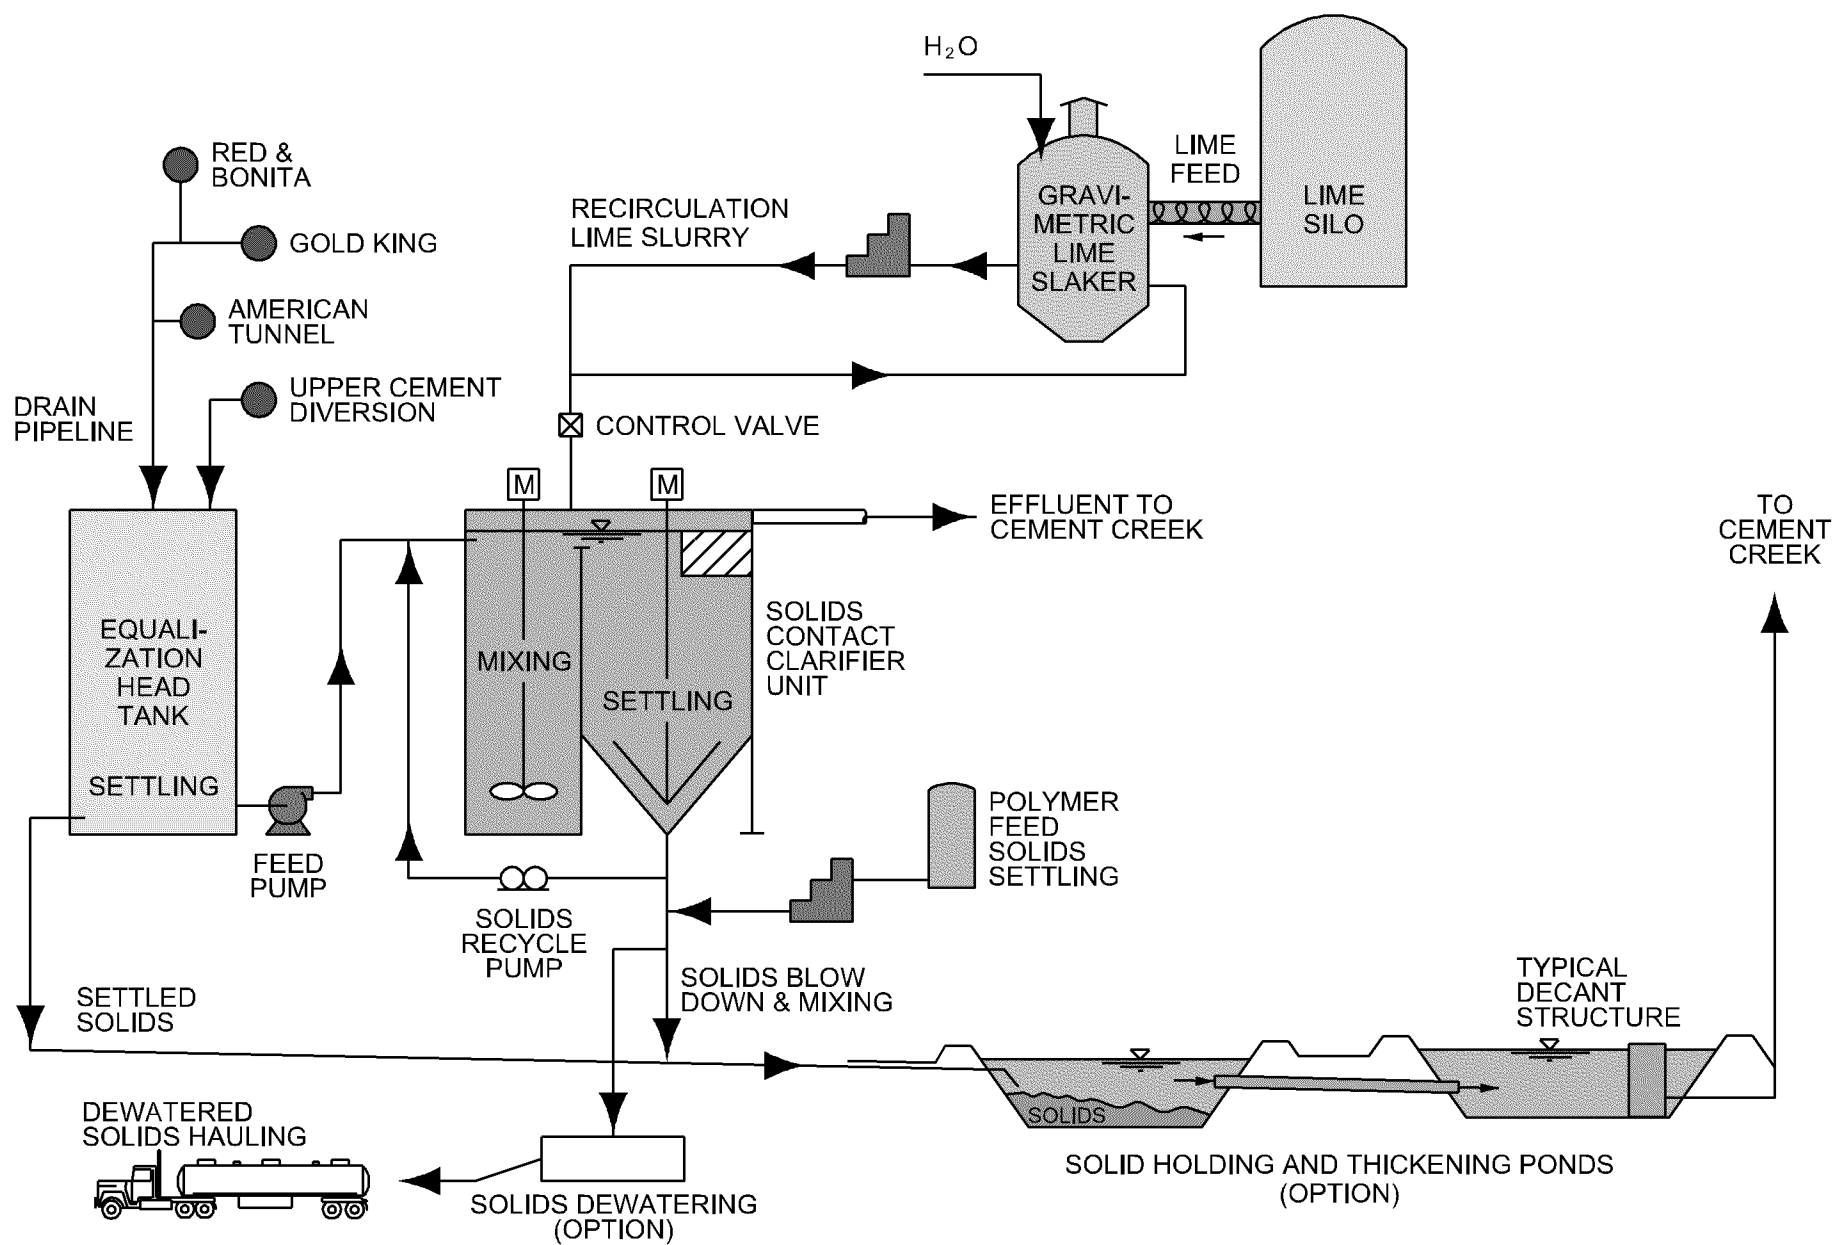 H₂O
LIME
FEED
LIME
SILO
GRAVI-
METRIC
LIME
SLAKER
RED &
BONITA
GOLD KING
AMERICAN
TUNNEL
UPPER CEMENT
DIVERSION
DRAIN
PIPELINE
RECIRCULATION
LIME SLURRY
CONTROL VALVE
M
M
EFFLUENT TO
CEMENT CREEK
TO
CEMENT
CREEK
EQUALI-
ZATION
HEAD
TANK
SETTLING
MIXING
SETTLING
SOLIDS
CONTACT
CLARIFIER
UNIT
FEED
PUMP
POLYMER
FEED
SOLIDS
SETTLING
SOLIDS
RECYCLE
PUMP
SOLIDS BLOW
DOWN & MIXING
SETTLED
SOLIDS
TYPICAL
DECANT
STRUCTURE
SOLIDS
DEWATERED
SOLIDS HAULING
SOLIDS DEWATERING
(OPTION)
SOLID HOLDING AND THICKENING PONDS
(OPTION)